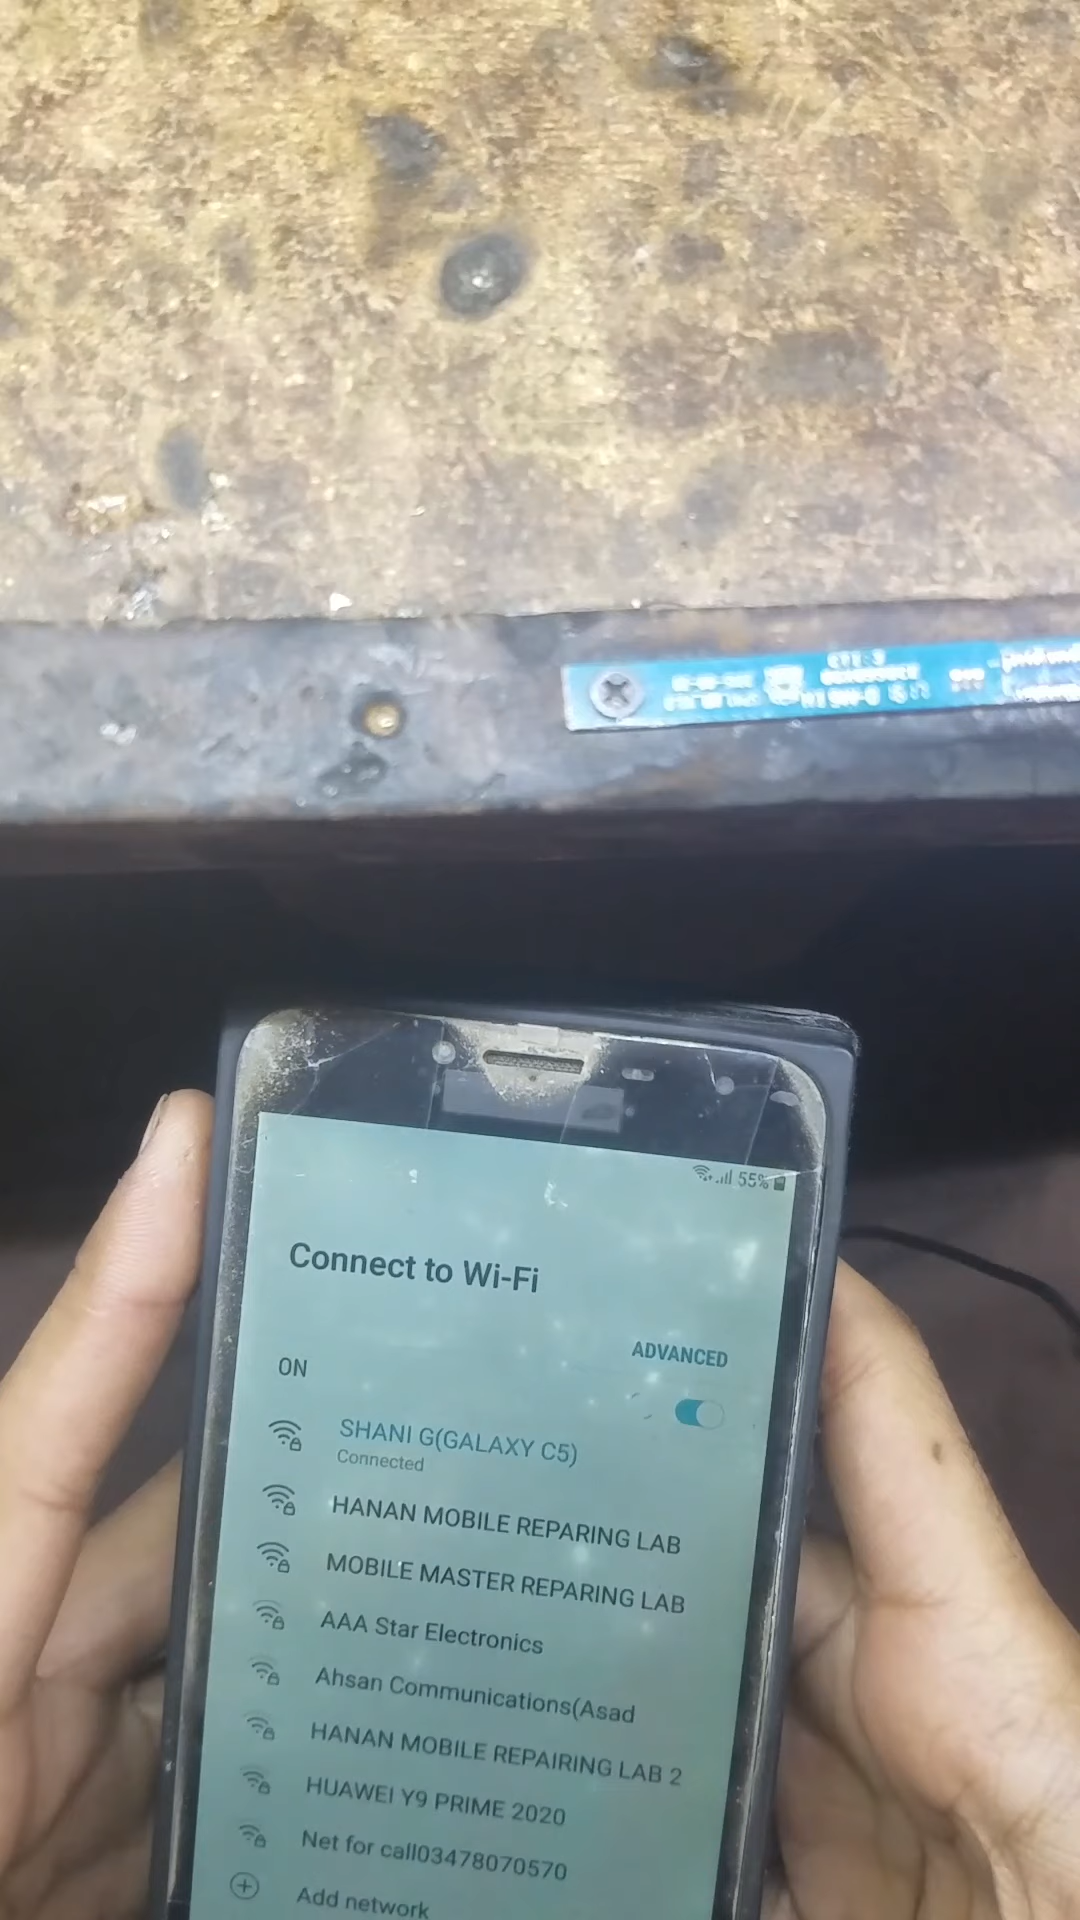 55%
Connect to Wi-Fi
ADVANCED
ON
SHANI G(GALAXY C5)
Connected
HANAN MOBILE REPARING LAB
MOBILE MASTER REPARING LAB
AAA Star Electronics
Ahsan Communications(Asad
HANAN MOBILE REPAIRING LAB 2
HUAWEI Y9 PRIME 2020
Net for call03478070570
Add network